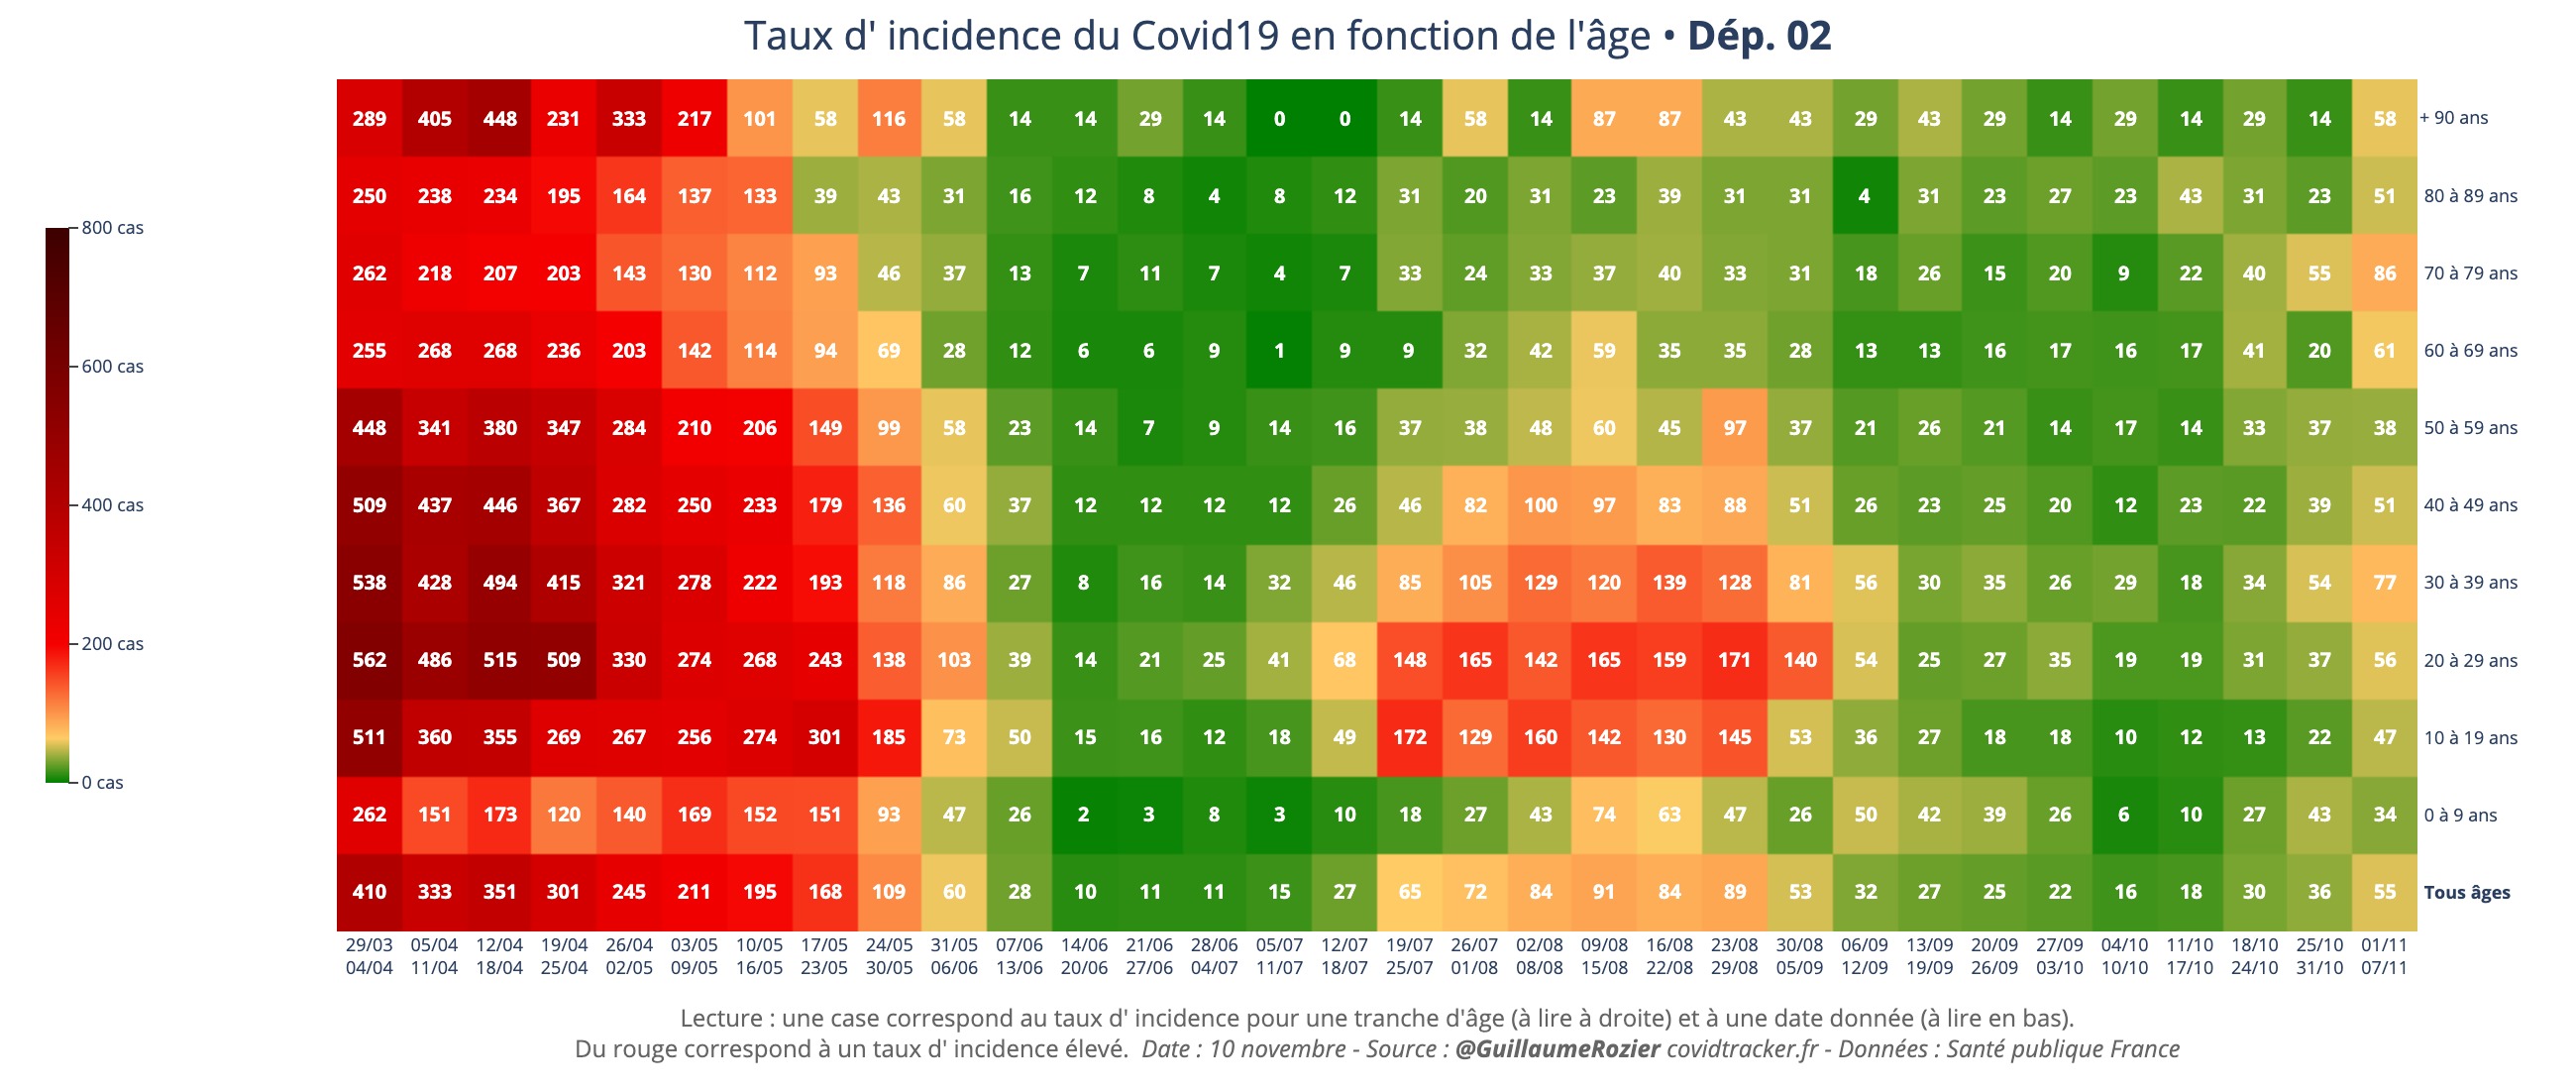 Taux d' incidence du Covid19 en fonction de l'âge • Dép. 02
800 cas
600 cas
400 cas
200 cas
0 cas
289 405 448 231 333 217 101 58 116 58 14 14 29 14 0 0 14 58 14 87 87 43 43 29 43 29 14 29 14 29 14 58 + 90 ans
250 238 234 195 164 137 133 39 43 31 16 12 8 4 8 12 31 20 31 23 39 31 31 4 31 23 27 23 43 31 23 51 80 à 89 ans
262 218 207 203 143 130 112 93 46 37 13 7 11 7 4 7 33 24 33 37 40 33 31 18 26 15 20 9 22 40 55 86 70 à 79 ans
255 268 268 236 203 142 114 94 69 28 12 6 6 9 1 9 9 32 42 59 35 35 28 13 13 16 17 16 17 41 20 61 60 à 69 ans
448 341 380 347 284 210 206 149 99 58 23 14 7 9 14 16 37 38 48 60 45 97 37 21 26 21 14 17 14 33 37 38 50 à 59 ans
509 437 446 367 282 250 233 179 136 60 37 12 12 12 12 26 46 82 100 97 83 88 51 26 23 25 20 12 23 22 39 51 40 à 49 ans
538 428 494 415 321 278 222 193 118 86 27 8 16 14 32 46 85 105 129 120 139 128 81 56 30 35 26 29 18 34 54 77 30 à 39 ans
562 486 515 509 330 274 268 243 138 103 39 14 21 25 41 68 148 165 142 165 159 171 140 54 25 27 35 19 19 31 37 56 20 à 29 ans
511 360 355 269 267 256 274 301 185 73 50 15 16 12 18 49 172 129 160 142 130 145 53 36 27 18 18 10 12 13 22 47 10 à 19 ans
262 151 173 120 140 169 152 151 93 47 26 2 3 8 3 10 18 27 43 74 63 47 26 50 42 39 26 6 10 27 43 34 0 à 9 ans
410 333 351 301 245 211 195 168 109 60 28 10 11 11 15 27 65 72 84 91 84 89 53 32 27 25 22 16 18 30 36 55 Tous âges
29/03 05/04 12/04 19/04 26/04 03/05 10/05 17/05 24/05 31/05 07/06 14/06 21/06 28/06 05/07 12/07 19/07 26/07 02/08 09/08 16/08 23/08 30/08 06/09 13/09 20/09 27/09 04/10 11/10 18/10 25/10 01/11
04/04 11/04 18/04 25/04 02/05 09/05 16/05 23/05 30/05 06/06 13/06 20/06 27/06 04/07 11/07 18/07 25/07 01/08 08/08 15/08 22/08 29/08 05/09 12/09 19/09 26/09 03/10 10/10 17/10 24/10 31/10 07/11
Lecture : une case correspond au taux d' incidence pour une tranche d'âge (à lire à droite) et à une date donnée (à lire en bas).
Du rouge correspond à un taux d' incidence élevé. Date : 10 novembre - Source : @GuillaumeRozier covidtracker.fr - Données : Santé publique France